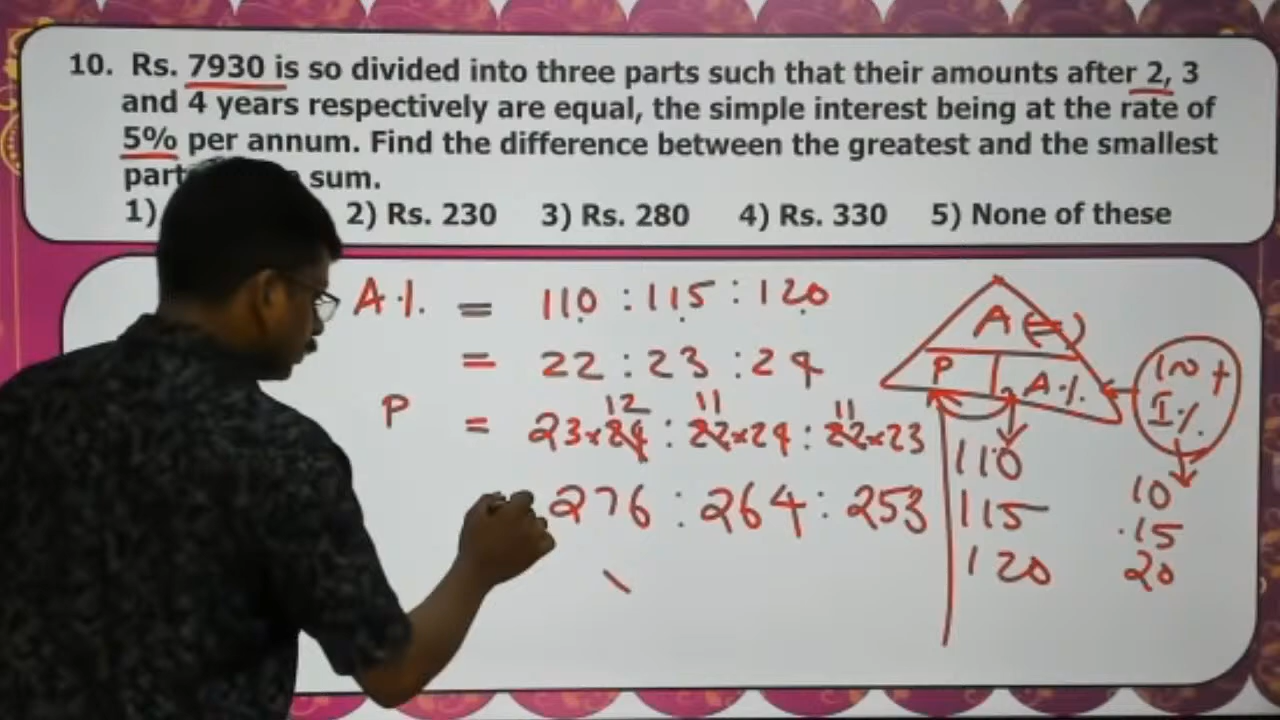 10. Rs. 7930 is so divided into three parts such that their amounts after 2, 3
and 4 years respectively are equal, the simple interest being at the rate of
5% per annum. Find the difference between the greatest and the smallest
part sum.
1) 2) Rs. 230 3) Rs. 280 4) Rs. 330 5) None of these
A·/. = 110 : 115 : 120
= 22 : 23 : 24
12 11 11
P = 23×24 : 22×24 : 22×23
276 : 264 : 253
A(=)
P A·/.
110
115
120
I·/.
10
15
20